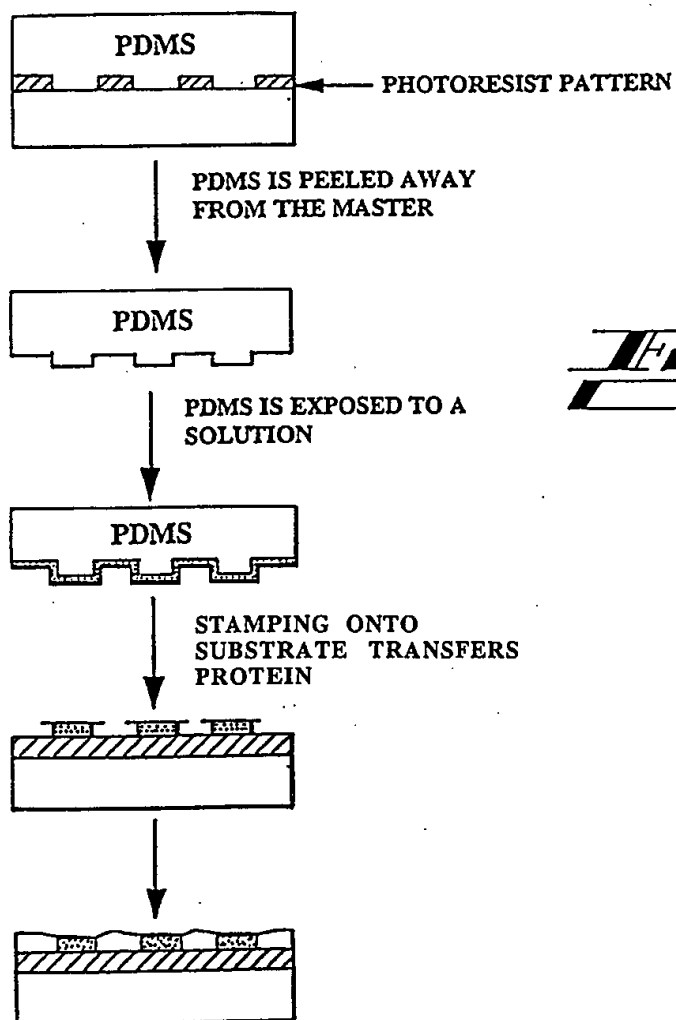 PDMS
PHOTORESIST PATTERN
PDMS IS PEELED AWAY
FROM THE MASTER
PDMS
PDMS IS EXPOSED TO A
SOLUTION
PDMS
STAMPING ONTO
SUBSTRATE TRANSFERS
PROTEIN
F